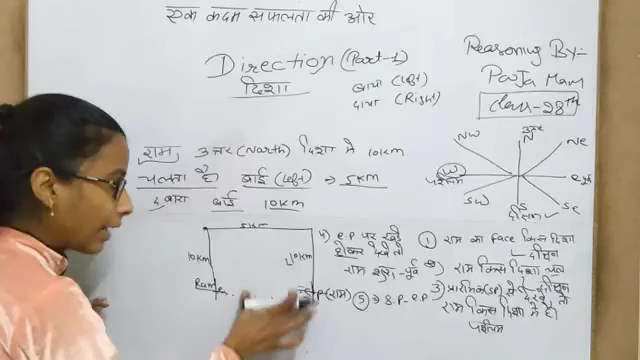 एक कदम सफलता की ओर
Direction (Part-1)
दिशा
बाया (Left)
दाया (Right)
Reasoning By:-
Pooja Mam
Class-28th
राम उत्तर (North) दिशा मे 10km
चलता है बाई (Left) ⇒ 5km
दुबारा बाई 10km
NW
उत्तर
N
NE
W
पश्चिम
E
SW
S
SE
5km
10km
10km
Ram
E.P (राम)
4) E.P पर खड़े
होकर देखे तो
राम
① राम का face किस दिशा
2) राम किस दिशा
3)
राम किस दिशा मे है।
पश्चिम
⑤ ⇒ S.P - E.P